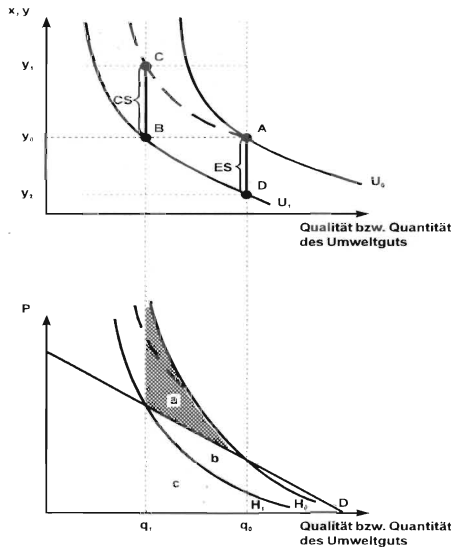 x, y
y₁
C
CS
y₀
B
A
ES
y₂
D
U₀
U₁
Qualität bzw. Quantität
des Umweltguts
P
a
b
c
H₁
H₀
D
q₁
q₀
Qualität bzw. Quantität
des Umweltguts